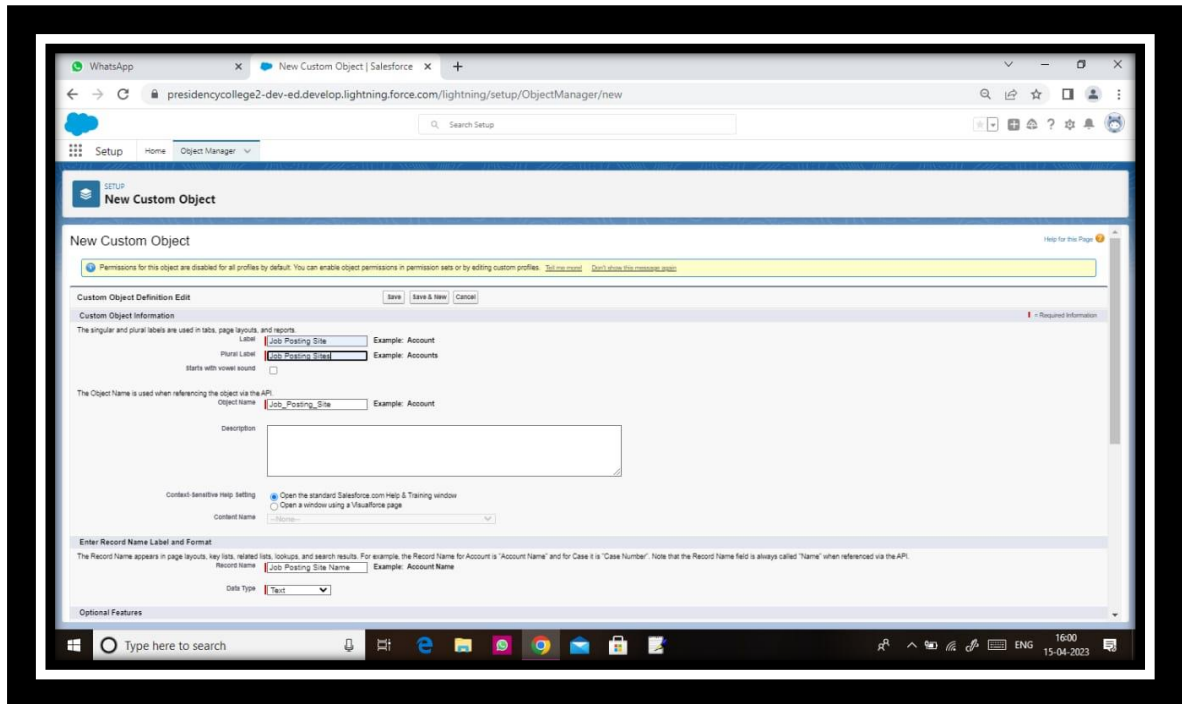 WhatsApp
New Custom Object | Salesforce
presidencycollege2-dev-ed.develop.lightning.force.com/lightning/setup/ObjectManager/new
Search Setup
Setup Home Object Manager
SETUP
New Custom Object
New Custom Object
Help for this Page
Permissions for this object are disabled for all profiles by default. You can enable object permissions in permission sets or by editing custom profiles. Tell me more! Don't show this message again
Custom Object Definition Edit Save Save & New Cancel
Custom Object Information = Required Information
The singular and plural labels are used in tabs, page layouts, and reports.
Label Job Posting Site Example: Account
Plural Label Job Posting Sites Example: Accounts
Starts with vowel sound
The Object Name is used when referencing the object via the API.
Object Name Job_Posting_Site Example: Account
Description
Context-Sensitive Help Setting Open the standard Salesforce.com Help & Training window
Open a window using a Visualforce page
Content Name --None--
Enter Record Name Label and Format
The Record Name appears in page layouts, key lists, related lists, lookups, and search results. For example, the Record Name for Account is "Account Name" and for Case it is "Case Number". Note that the Record Name field is always called "Name" when referenced via the API.
Record Name Job Posting Site Name Example: Account Name
Data Type Text
Optional Features
Type here to search
ENG
16:00
15-04-2023